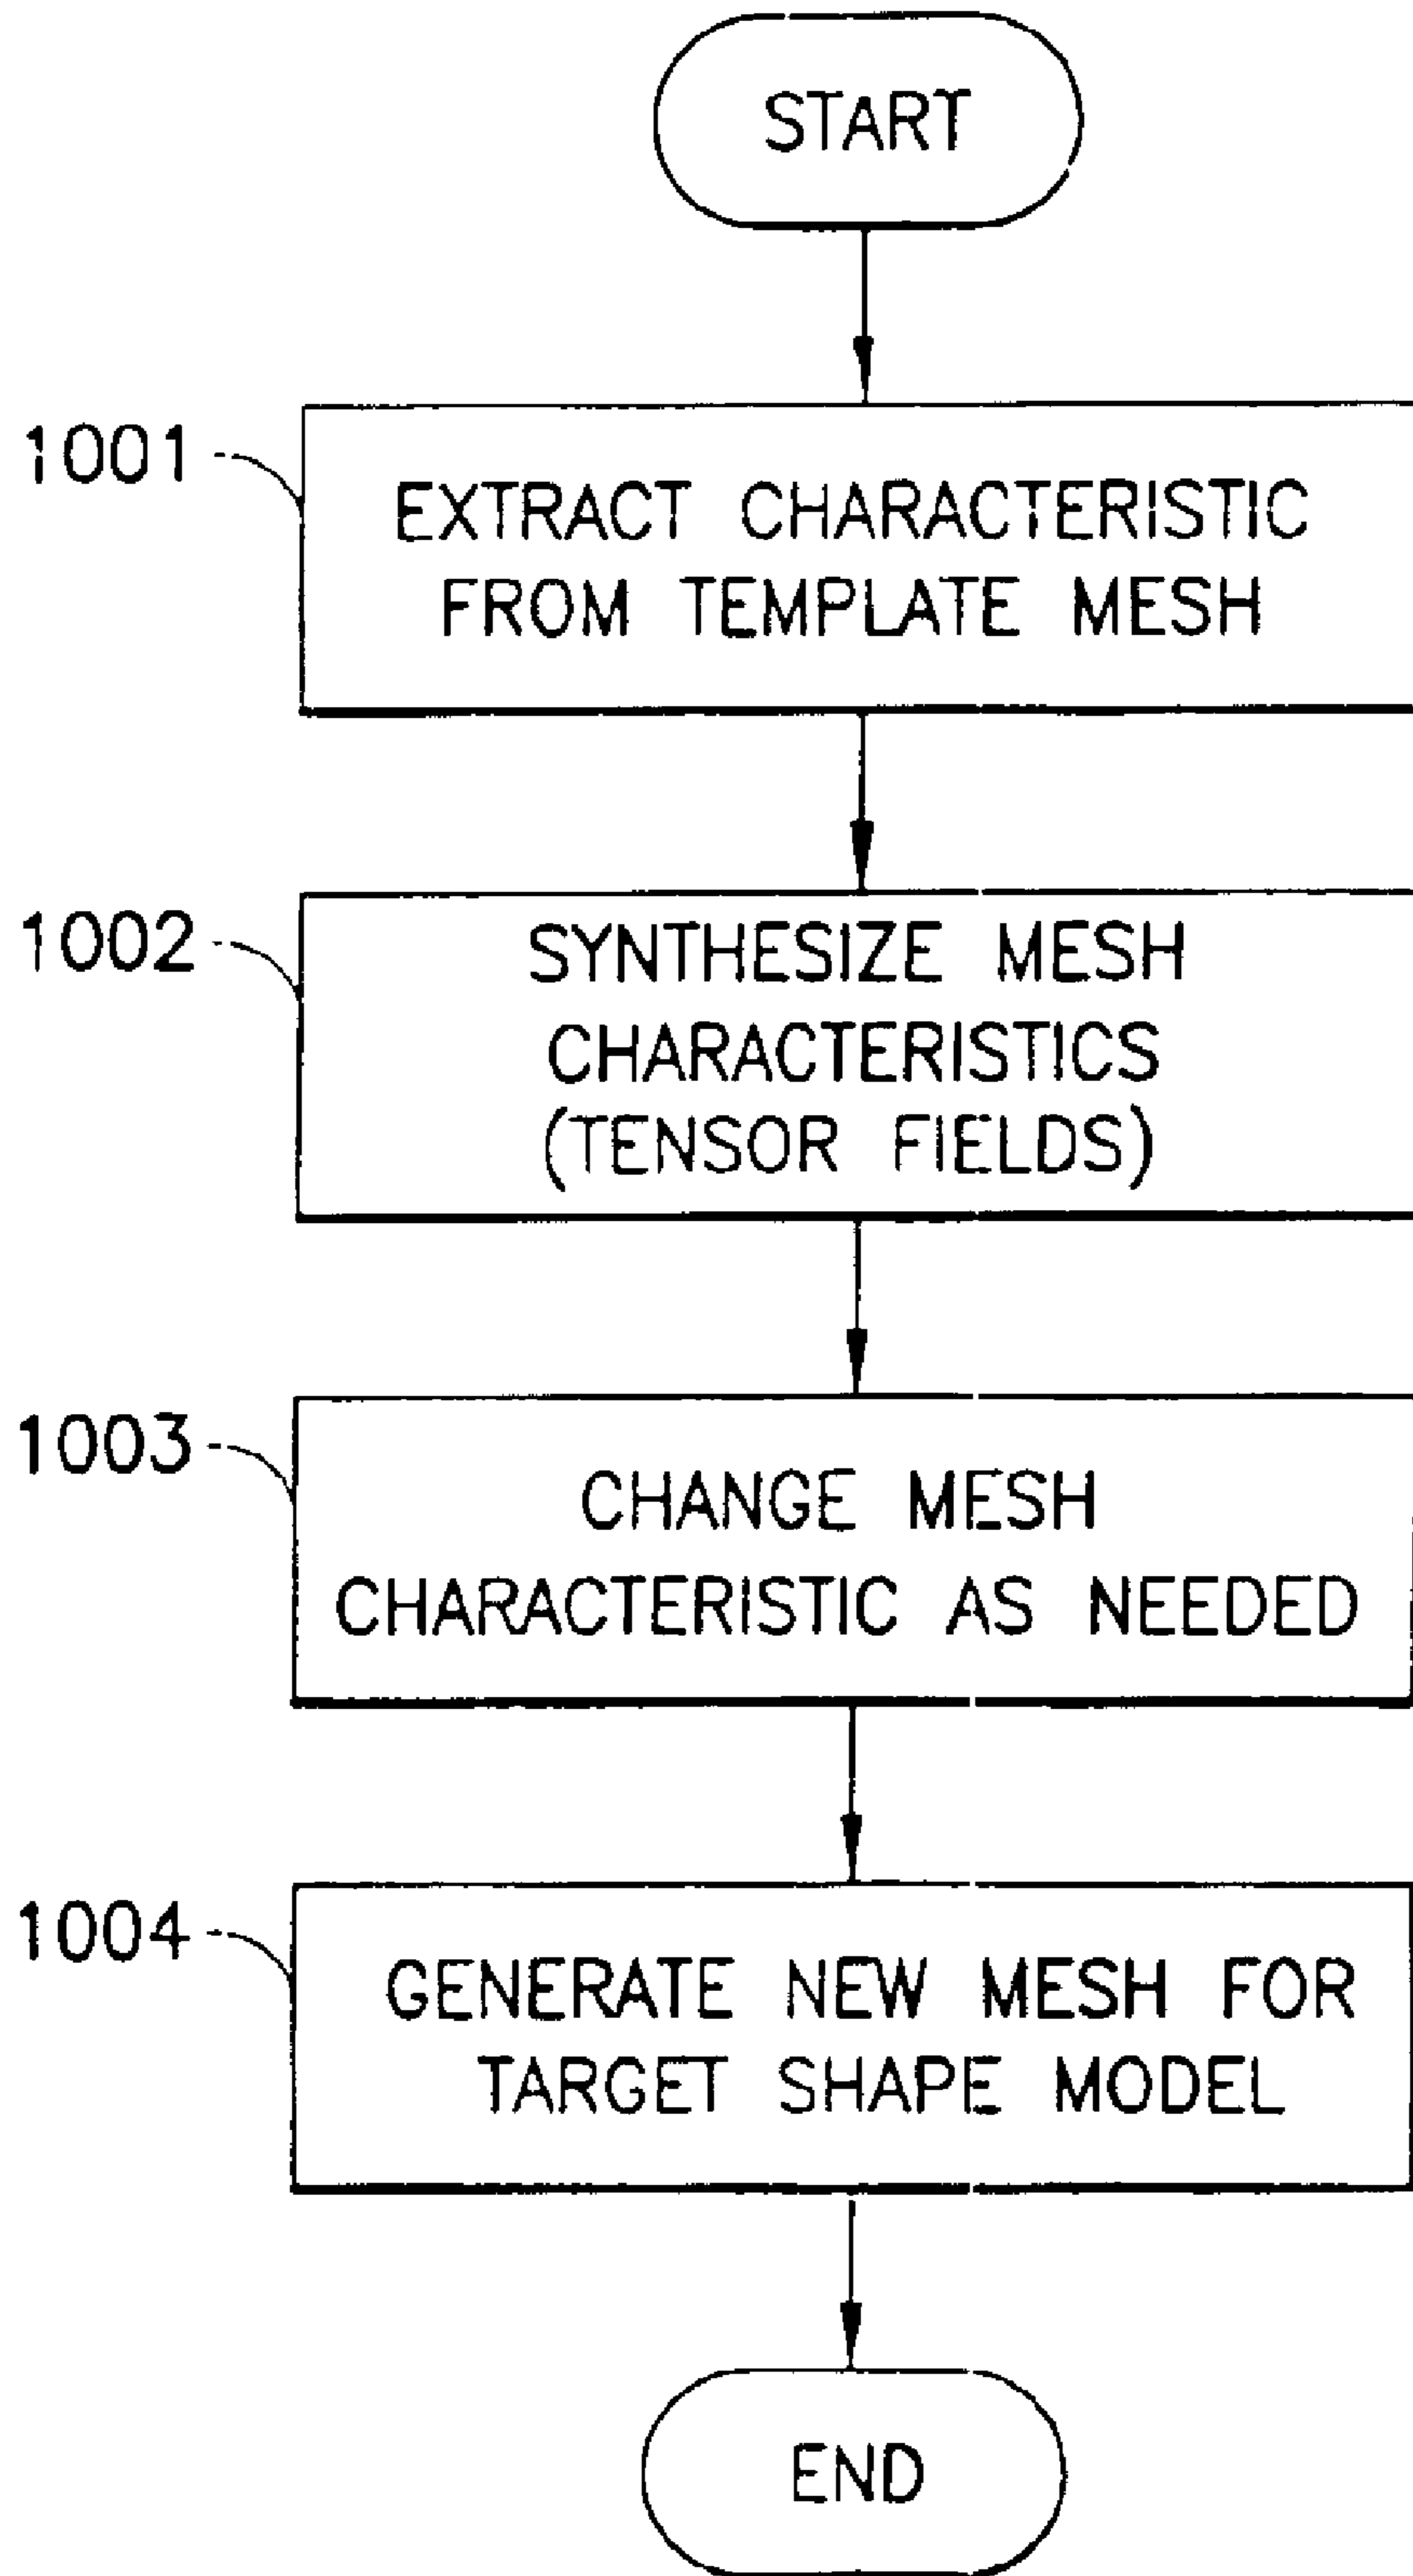 START
1001
EXTRACT CHARACTERISTIC
FROM TEMPLATE MESH
1002
SYNTHESIZE MESH
CHARACTERISTICS
(TENSOR FIELDS)
1003
CHANGE MESH
CHARACTERISTIC AS NEEDED
1004
GENERATE NEW MESH FOR
TARGET SHAPE MODEL
END